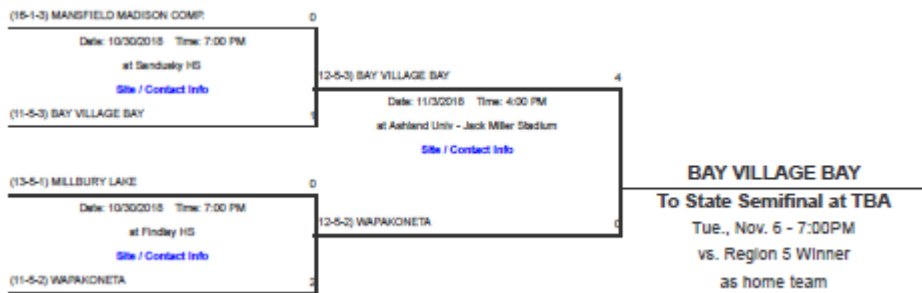 (16-1-3) MANSFIELD MADISON COMP. 0
Date: 10/30/2018 Time: 7:00 PM
at Sandusky HS
Site / Contact Info
(11-5-3) BAY VILLAGE BAY 1
(12-5-3) BAY VILLAGE BAY 4
Date: 11/3/2018 Time: 4:00 PM
at Ashland Univ - Jack Miller Stadium
Site / Contact Info
(13-5-1) MILLBURY LAKE 0
Date: 10/30/2018 Time: 7:00 PM
at Findlay HS
Site / Contact Info
(11-5-2) WAPAKONETA 2
(12-5-2) WAPAKONETA 0
BAY VILLAGE BAY
To State Semifinal at TBA
Tue., Nov. 6 - 7:00PM
vs. Region 5 Winner
as home team